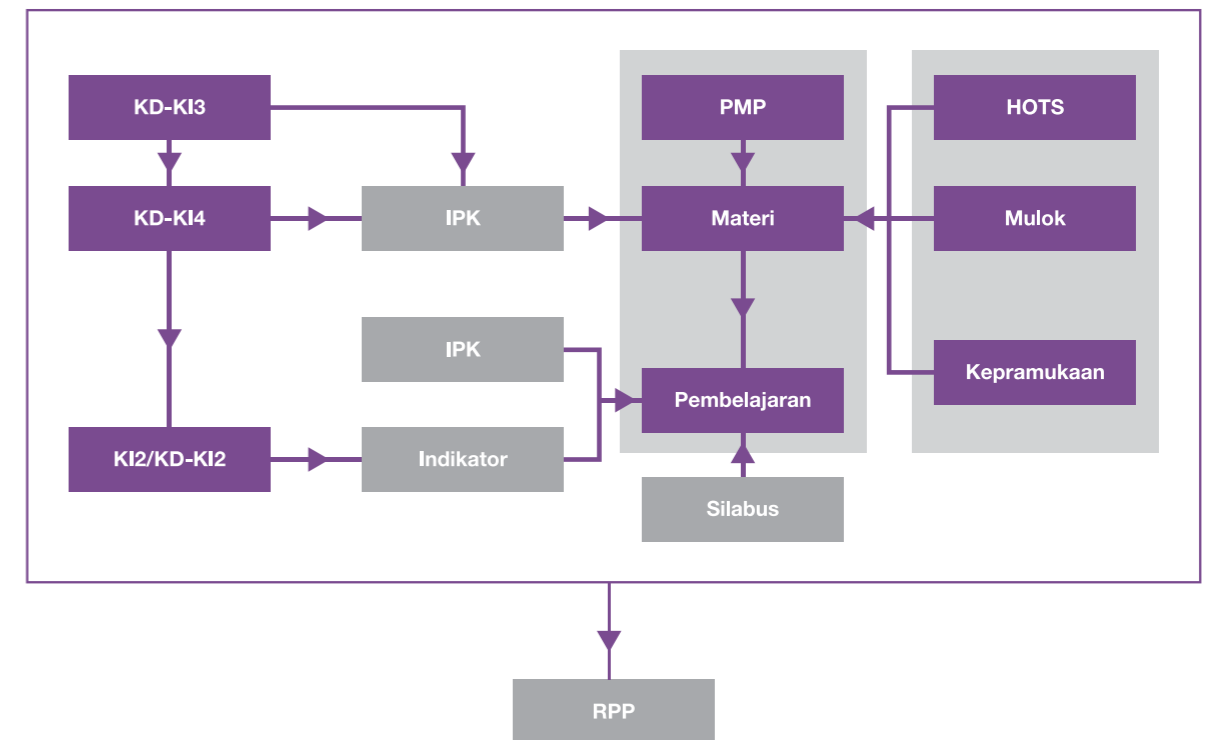 KD-KI3
PMP
HOTS
KD-KI4
IPK
Materi
Mulok
IPK
Kepramukaan
Pembelajaran
KI2/KD-KI2
Indikator
Silabus
RPP